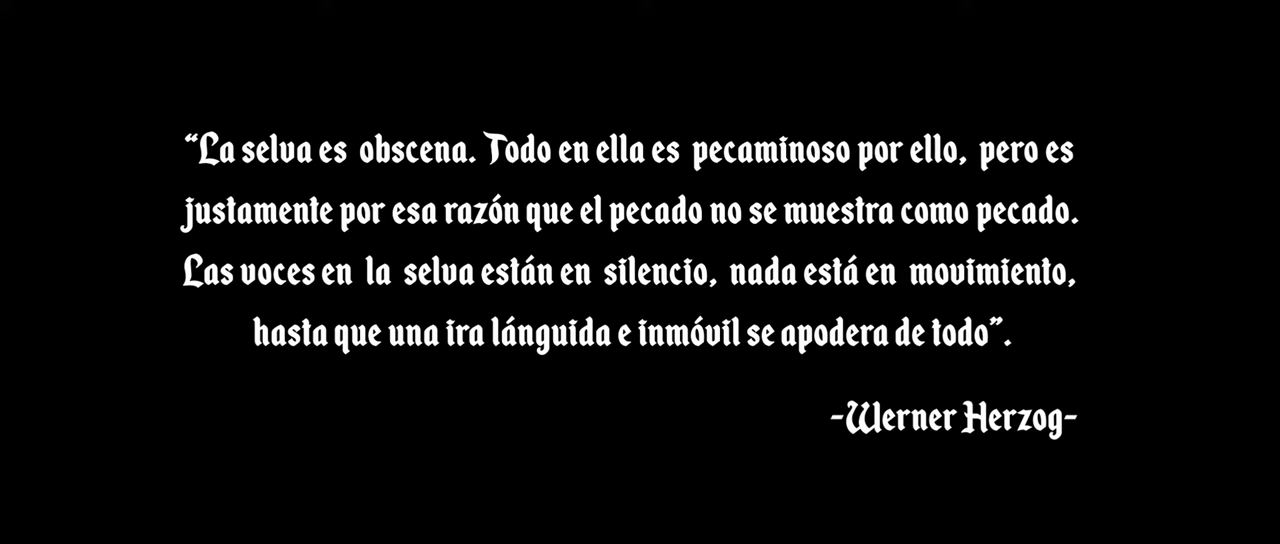 “La selva es obscena. Todo en ella es pecaminoso por ello, pero es
justamente por esa razón que el pecado no se muestra como pecado.
Las voces en la selva están en silencio, nada está en movimiento,
hasta que una ira lánguida e inmóvil se apodera de todo”.
-Werner Herzog-